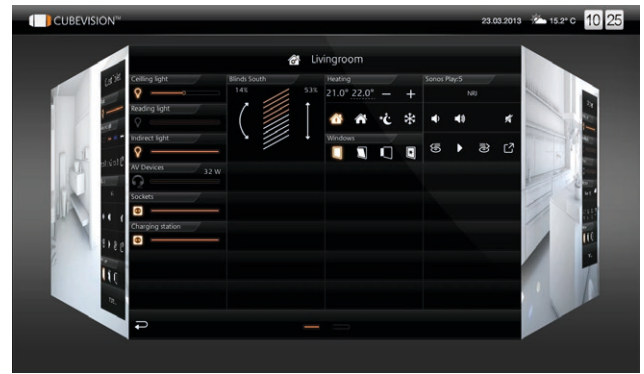 CUBEVISION™
23.03.2013 15.2° C 10 25
Livingroom
Ceiling light
Blinds South
Heating
Sonos Play:5
14%
53%
21.0° 22.0° — +
Reading light
Indirect light
Windows
AV Devices
32 W
Sockets
Charging station